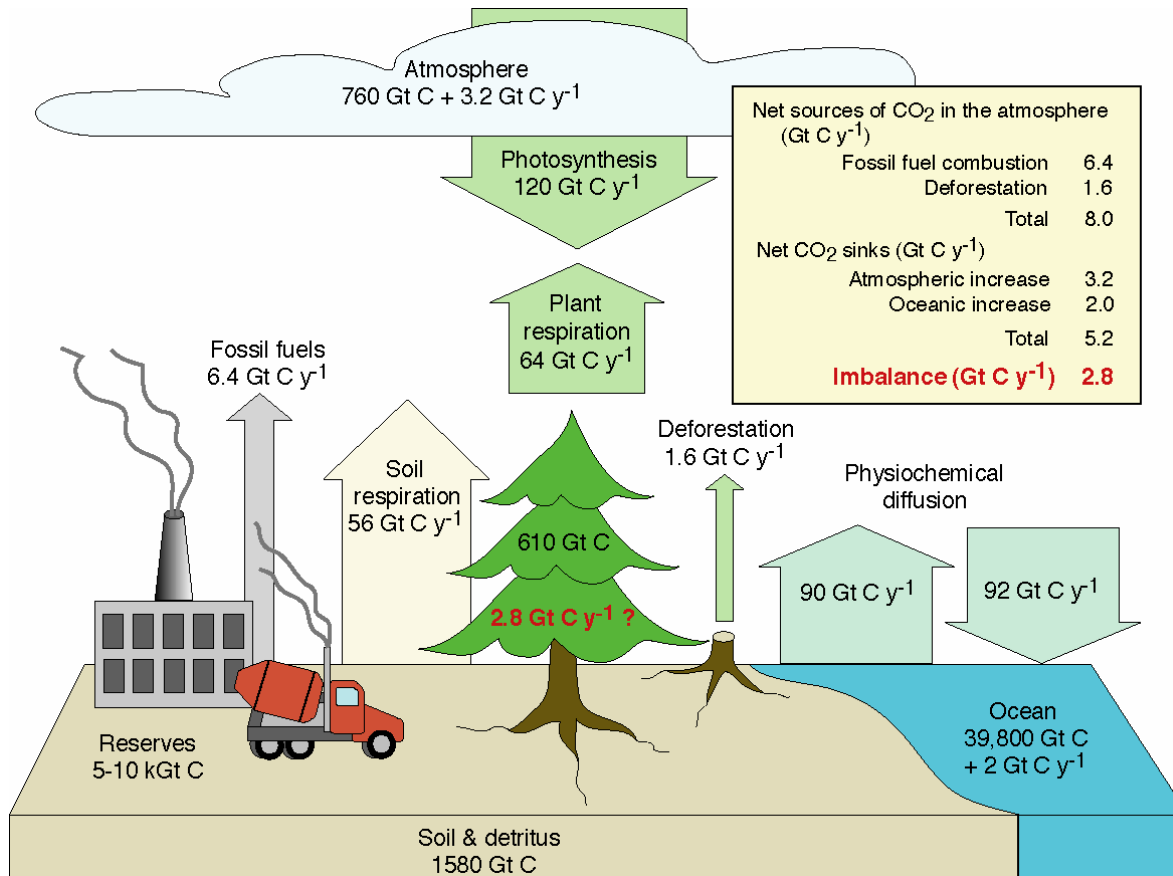 Atmosphere
760 Gt C + 3.2 Gt C y⁻¹
Net sources of CO₂ in the atmosphere
(Gt C y⁻¹)
Fossil fuel combustion 6.4
Deforestation 1.6
Total 8.0
Net CO₂ sinks (Gt C y⁻¹)
Atmospheric increase 3.2
Oceanic increase 2.0
Total 5.2
Imbalance (Gt C y⁻¹) 2.8
Photosynthesis
120 Gt C y⁻¹
Plant
respiration
64 Gt C y⁻¹
Fossil fuels
6.4 Gt C y⁻¹
Soil
respiration
56 Gt C y⁻¹
610 Gt C
2.8 Gt C y⁻¹ ?
Deforestation
1.6 Gt C y⁻¹
Physiochemical
diffusion
90 Gt C y⁻¹
92 Gt C y⁻¹
Reserves
5-10 kGt C
Ocean
39,800 Gt C
+ 2 Gt C y⁻¹
Soil & detritus
1580 Gt C